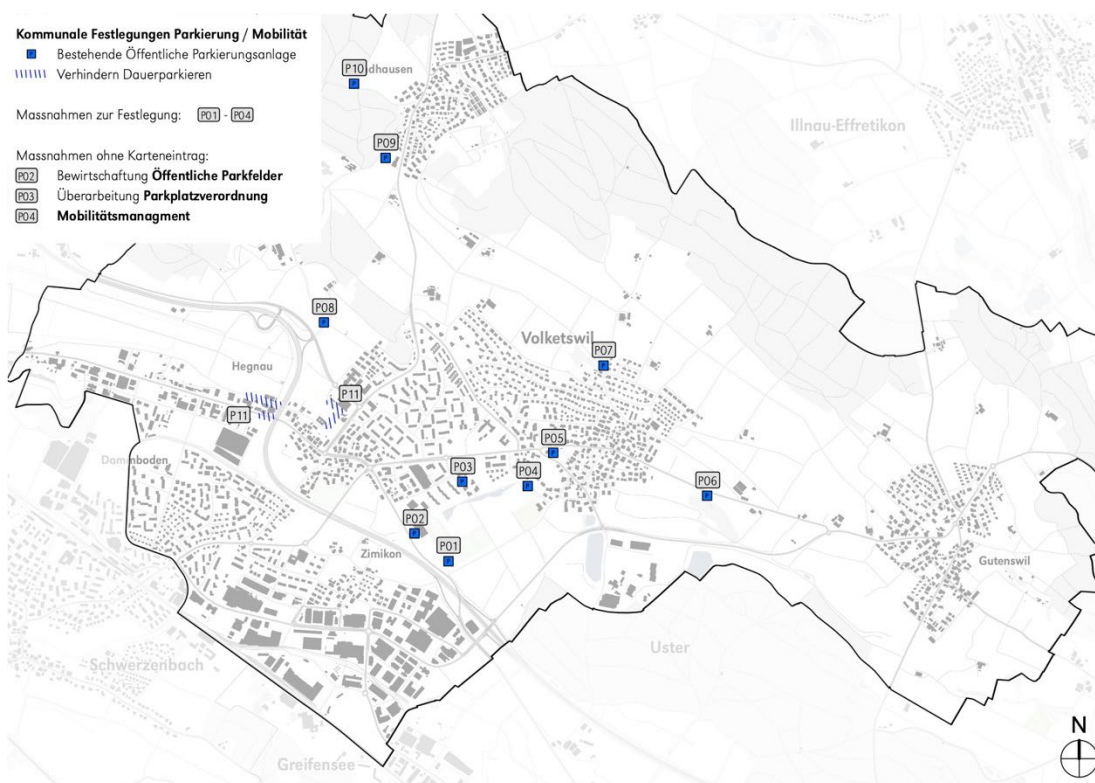 Kommunale Festlegungen Parkierung / Mobilität
P Bestehende Öffentliche Parkierungsanlage
Verhindern Dauerparkieren
Massnahmen zur Festlegung: P01 - P04
Massnahmen ohne Karteneintrag:
P02 Bewirtschaftung Öffentliche Parkfelder
P03 Überarbeitung Parkplatzverordnung
P04 Mobilitätsmanagment
P10
dhausen
P
P09
P
Illnau-Effretikon
P08
P
Volketswil
P07
P
Hegnau
P11
P11
Dammboden
P05
P
P03
P
P04
P
P06
P
P02
P
P01
P
Zimikon
Gutenswil
Schwerzenbach
Uster
Greifensee
N